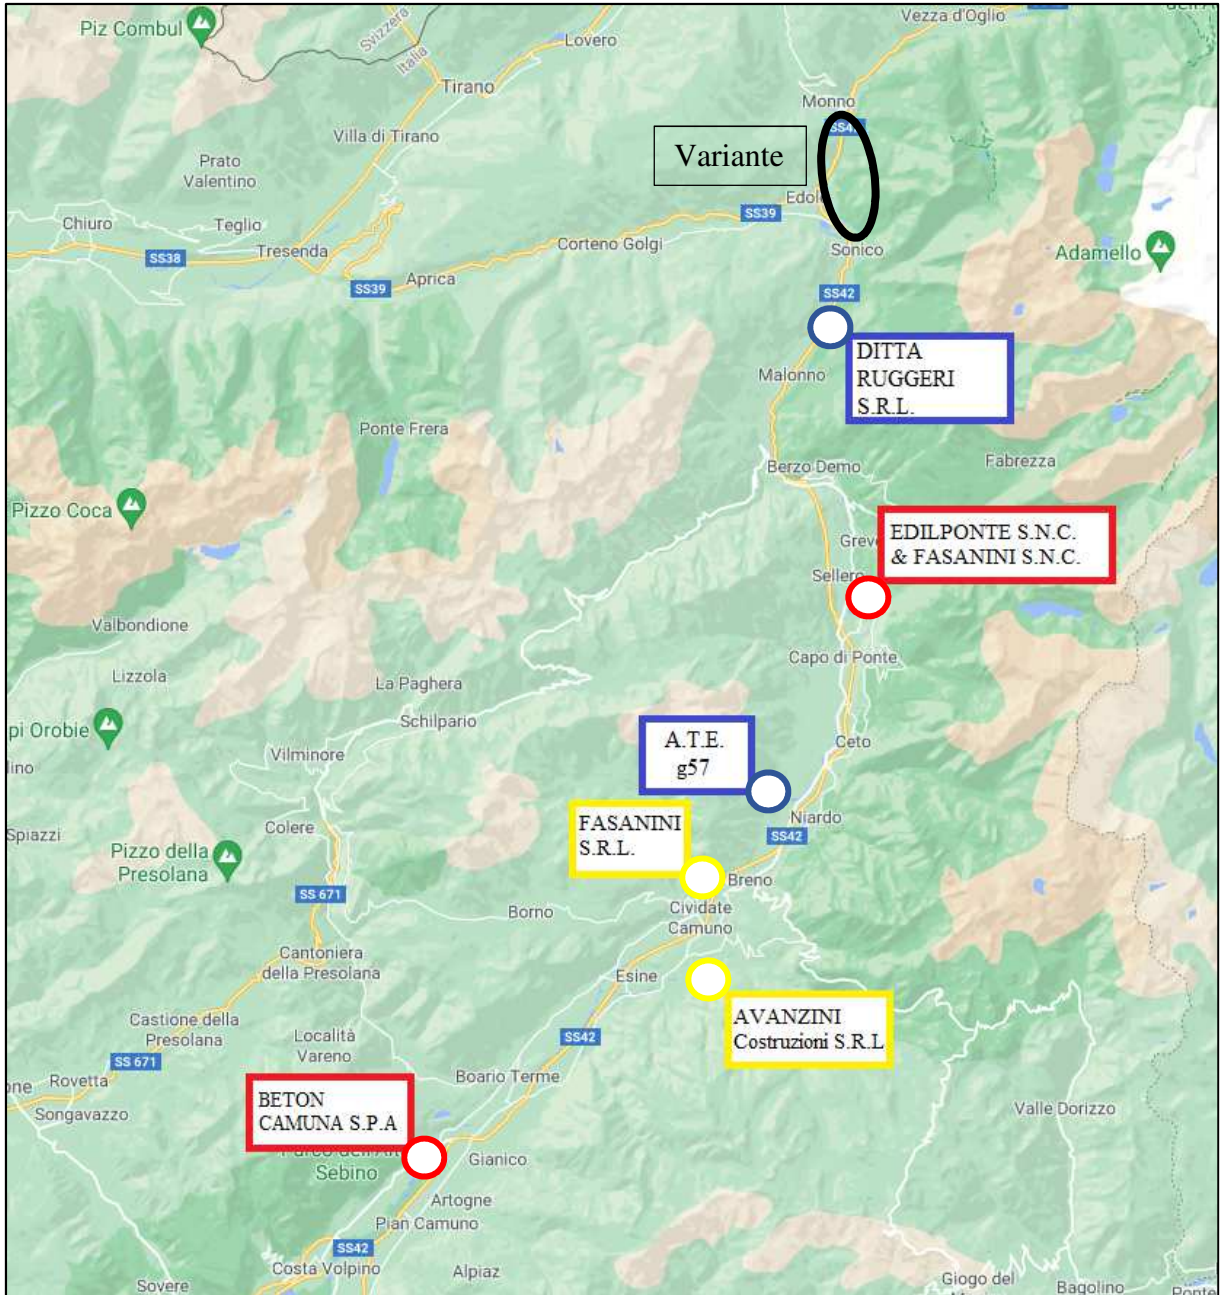 Piz Combul
Svizzera
Italia
Lovero
Vezza d'Oglio
Tirano
Monno
SS42
Villa di Tirano
Variante
Prato
Valentino
Edolo
Chiuro
Teglio
SS39
Tresenda
Corteno Golgi
Sonico
Adamello
SS38
SS39
Aprica
SS42
DITTA
RUGGERI
S.R.L.
Malonno
Ponte Frera
Berzo Demo
Fabrezza
Pizzo Coca
EDILPONTE S.N.C.
& FASANINI S.N.C.
Greve
Sellero
Valbondione
Capo di Ponte
Lizzola
La Paghera
Schilpario
pi Orobie
A.T.E.
g57
Ceto
Vilminore
lino
Niardo
FASANINI
S.R.L.
Spiazzi
Colere
SS42
Pizzo della
Presolana
Breno
SS 671
Borno
Cividate
Camuno
Cantoniera
della Presolana
Esine
AVANZINI
Costruzioni S.R.L
Castione della
Presolana
Località
Vareno
SS42
SS 671
Boario Terme
one
Rovetta
Songavazzo
BETON
CAMUNA S.P.A
Valle Dorizzo
Sebino
Gianico
Artogne
Pian Camuno
SS42
Costa Volpino
Alpiaz
Sovere
Giogo del
Bagolino
Ponte